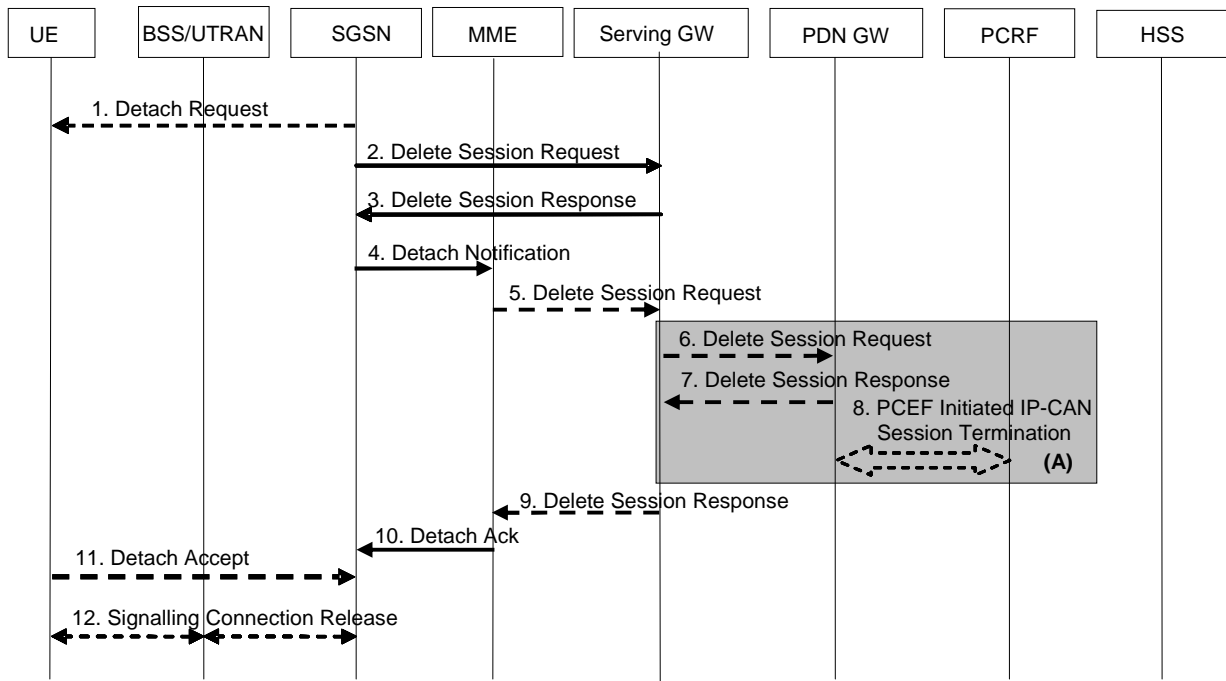 UE
BSS/UTRAN
SGSN
MME
Serving GW
PDN GW
PCRF
HSS
1. Detach Request
2. Delete Session Request
3. Delete Session Response
4. Detach Notification
5. Delete Session Request
6. Delete Session Request
7. Delete Session Response
8. PCEF Initiated IP-CAN
Session Termination
(A)
9. Delete Session Response
10. Detach Ack
11. Detach Accept
12. Signalling Connection Release